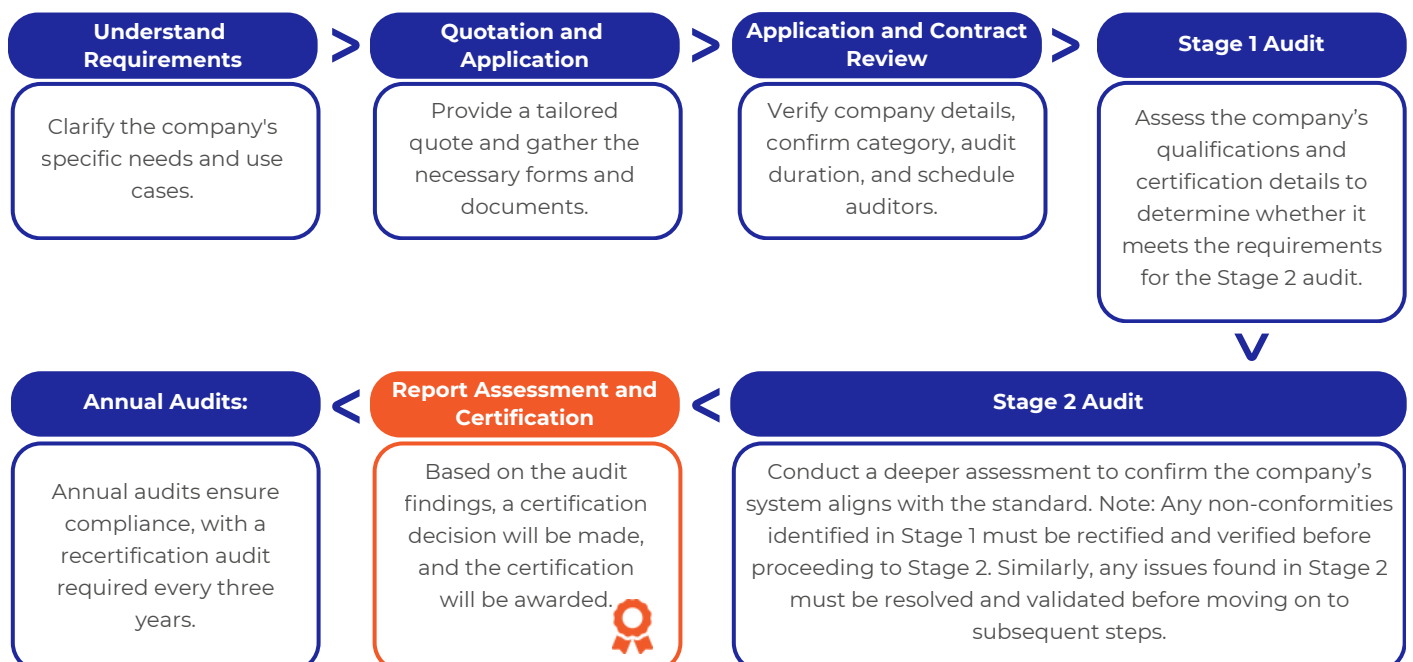 Understand
Requirements
>
Quotation and
Application
>
Application and Contract
Review
>
Stage 1 Audit
Clarify the company's
specific needs and use
cases.
Provide a tailored
quote and gather the
necessary forms and
documents.
Verify company details,
confirm category, audit
duration, and schedule
auditors.
Assess the company’s
qualifications and
certification details to
determine whether it
meets the requirements
for the Stage 2 audit.
Stage 2 Audit
Conduct a deeper assessment to confirm the company’s
system aligns with the standard. Note: Any non-conformities
identified in Stage 1 must be rectified and verified before
proceeding to Stage 2. Similarly, any issues found in Stage 2
must be resolved and validated before moving on to
subsequent steps.
<
Report Assessment and
Certification
Based on the audit
findings, a certification
decision will be made,
and the certification
will be awarded.
<
Annual Audits:
Annual audits ensure
compliance, with a
recertification audit
required every three
years.